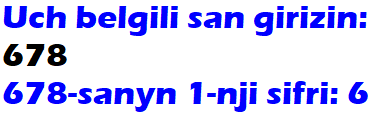 Uch belgili san girizin:
678
678-sanyn 1-nji sifri: 6